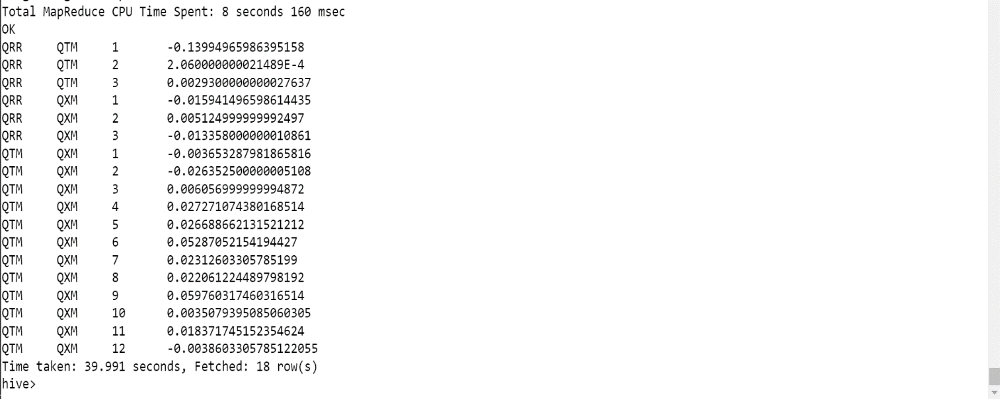 Total MapReduce CPU Time Spent: 8 seconds 160 msec
OK
QRR QTM 1 -0.13994965986395158
QRR QTM 2 2.060000000021489E-4
QRR QTM 3 0.0029300000000027637
QRR QXM 1 -0.015941496598614435
QRR QXM 2 0.005124999999992497
QRR QXM 3 -0.013358000000010861
QTM QXM 1 -0.003653287981865816
QTM QXM 2 -0.026352500000005108
QTM QXM 3 0.006056999999994872
QTM QXM 4 0.027271074380168514
QTM QXM 5 0.026688662131521212
QTM QXM 6 0.05287052154194427
QTM QXM 7 0.02312603305785199
QTM QXM 8 0.022061224489798192
QTM QXM 9 0.059760317460316514
QTM QXM 10 0.0035079395085060305
QTM QXM 11 0.018371745152354624
QTM QXM 12 -0.0038603305785122055
Time taken: 39.991 seconds, Fetched: 18 row(s)
hive>